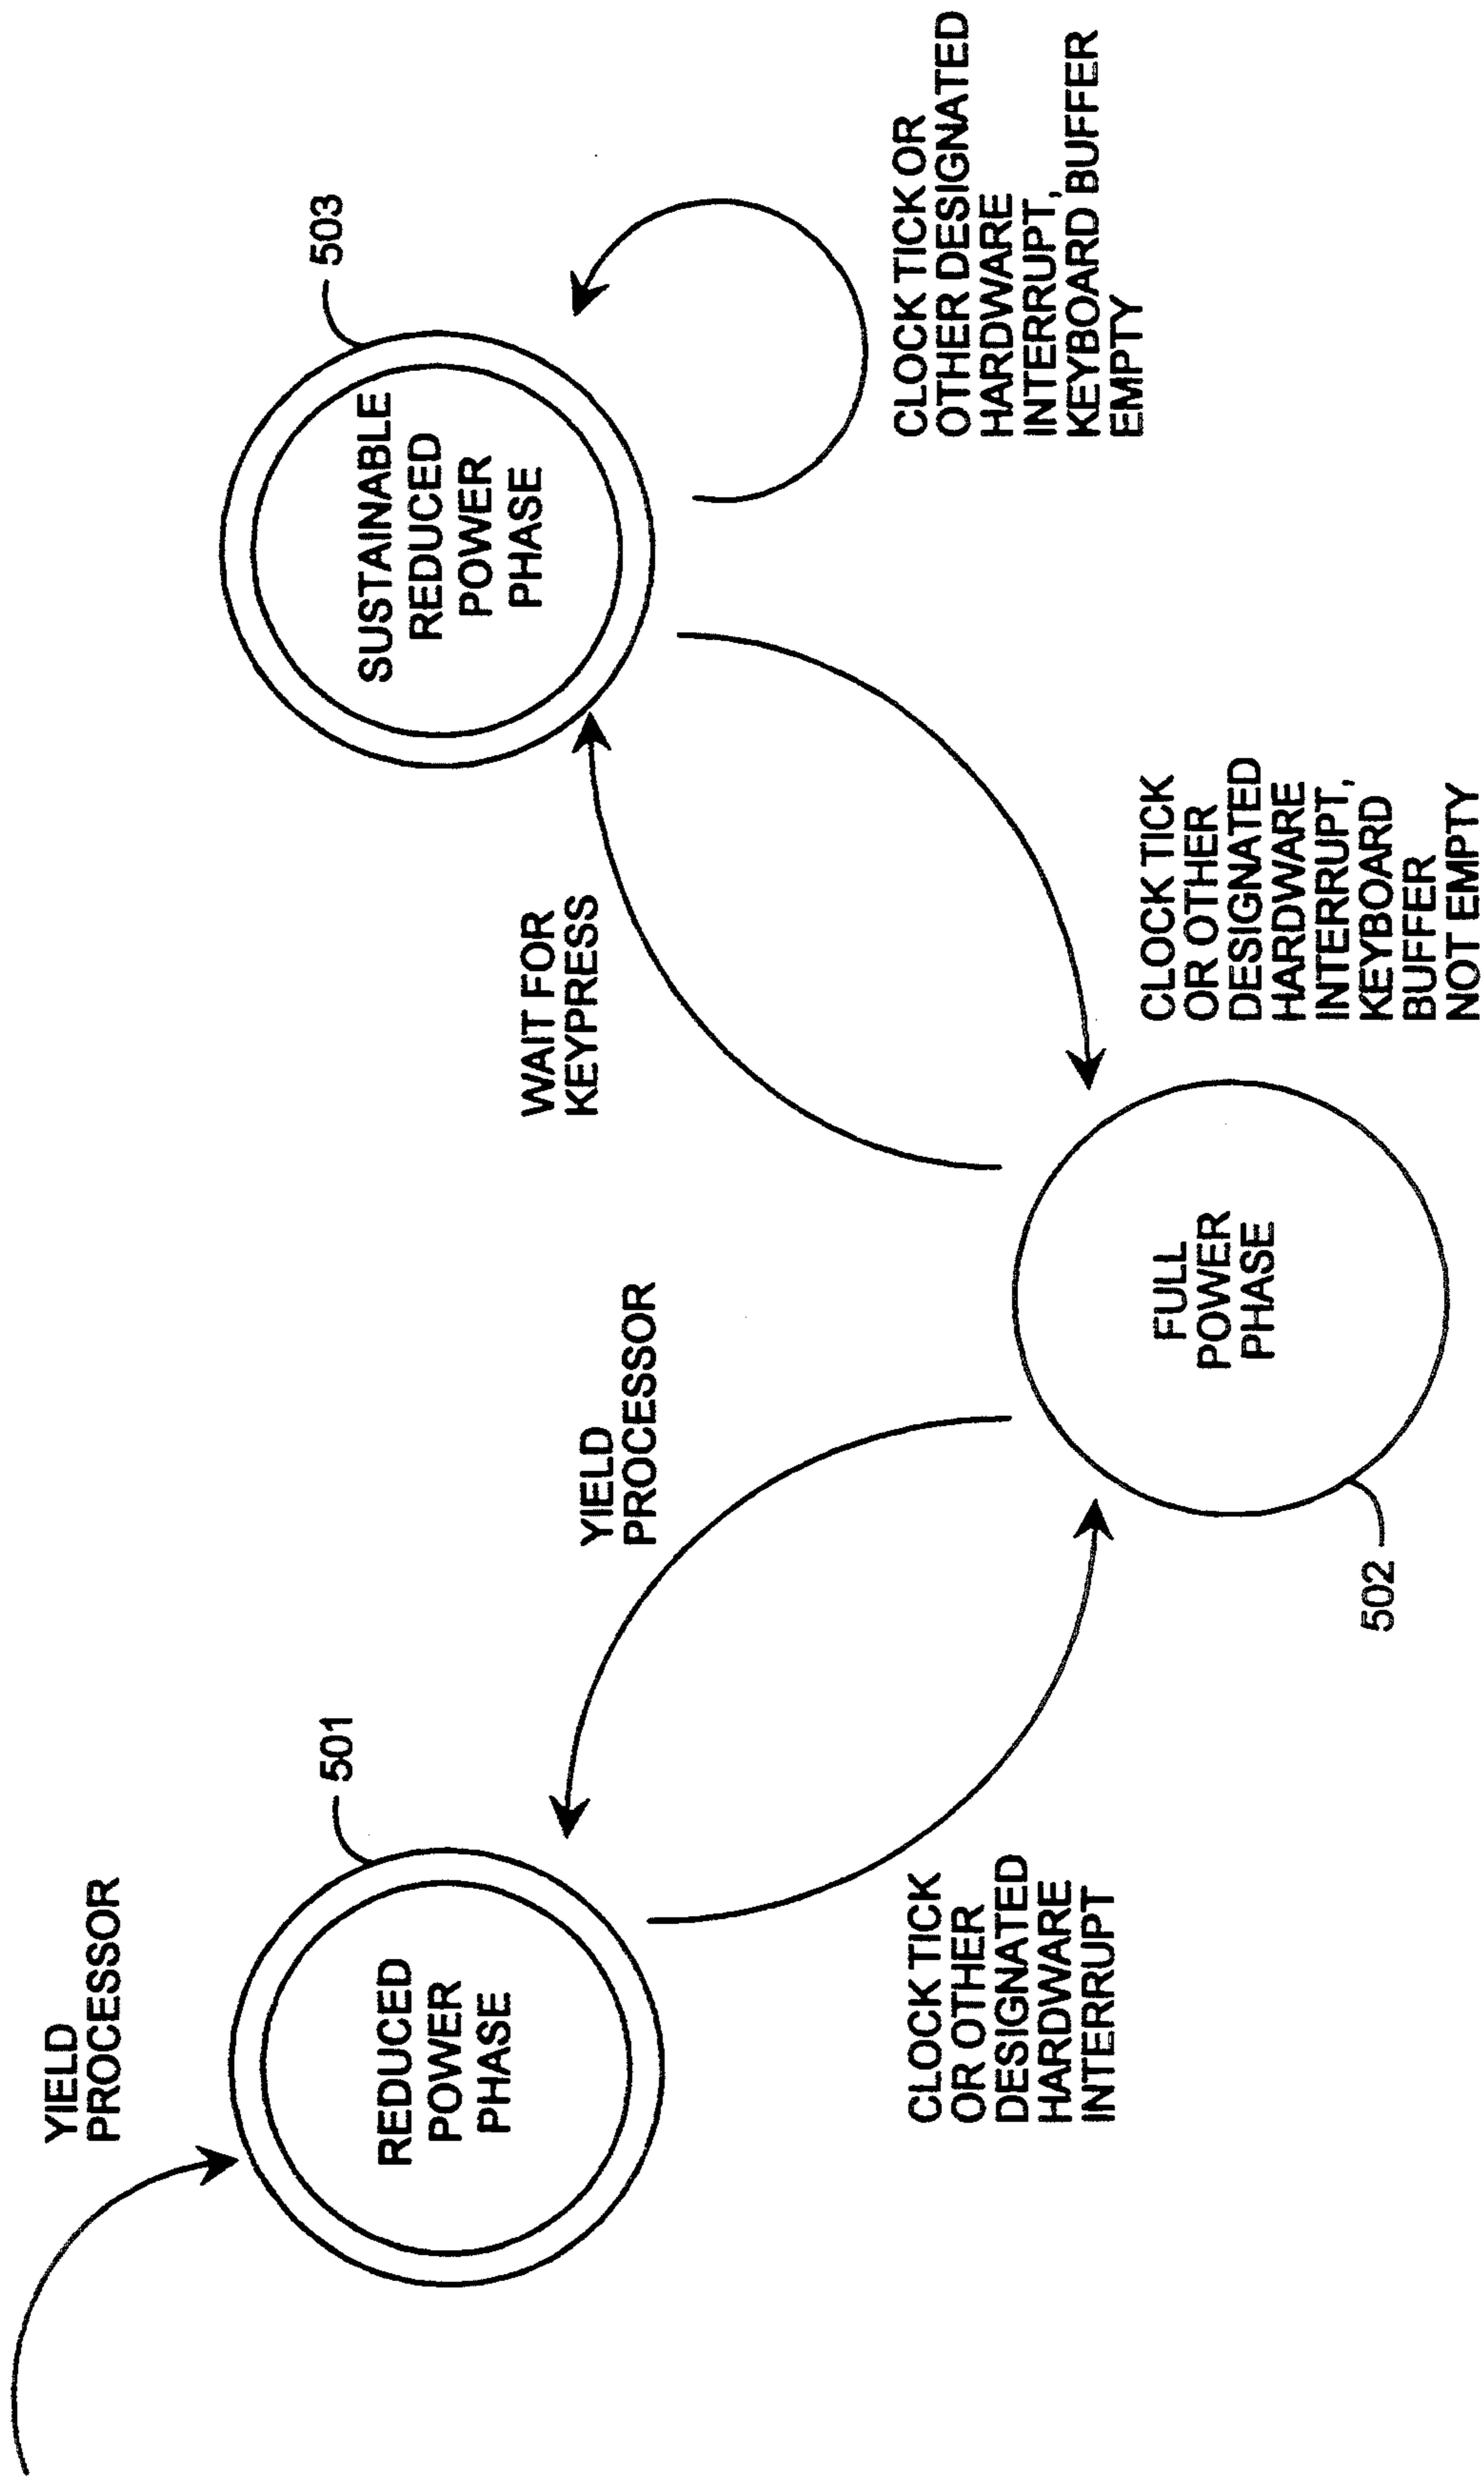 YIELD
PROCESSOR
501
REDUCED
POWER
PHASE
CLOCK TICK
OR OTHER
DESIGNATED
HARDWARE
INTERRUPT
YIELD
PROCESSOR
502
FULL
POWER
PHASE
WAIT FOR
KEYPRESS
503
SUSTAINABLE
REDUCED
POWER
PHASE
CLOCK TICK
OR OTHER
DESIGNATED
HARDWARE
INTERRUPT,
KEYBOARD
BUFFER
NOT EMPTY
CLOCK TICK OR
OTHER DESIGNATED
HARDWARE
INTERRUPT,
KEYBOARD BUFFER
EMPTY